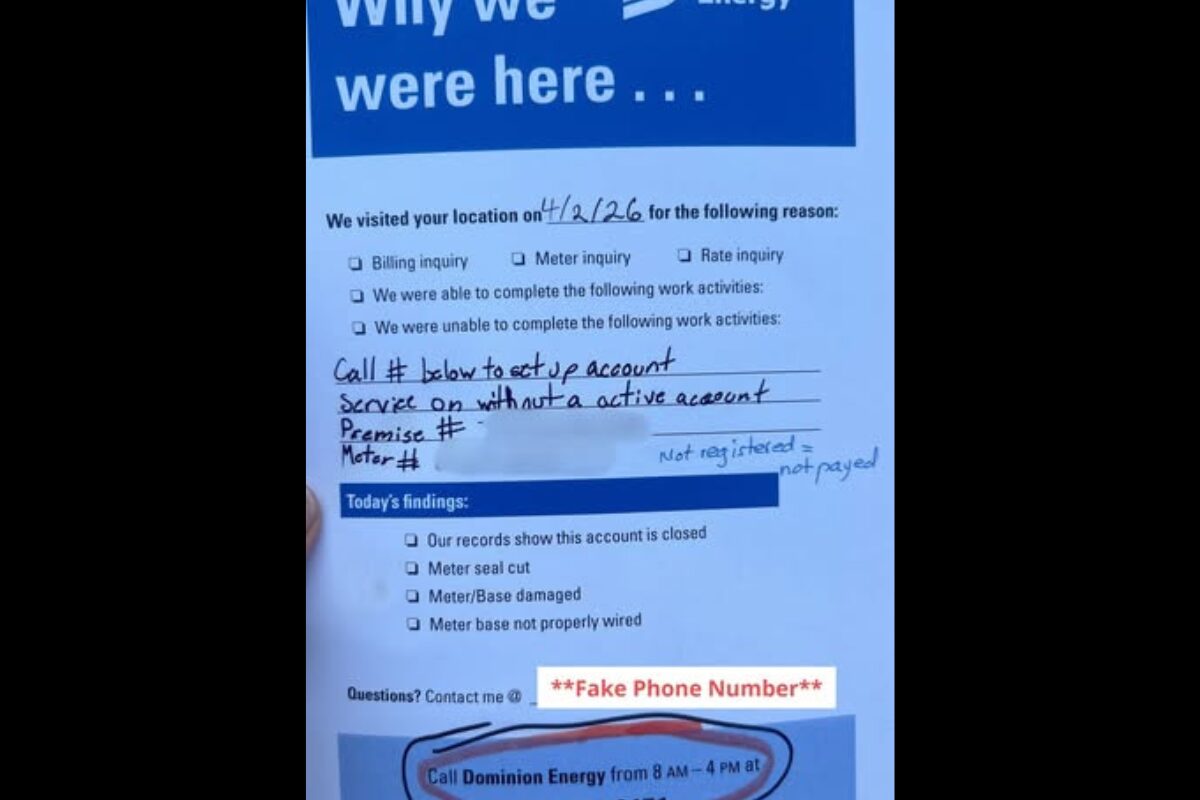 Why we
Energy
were here . . .
We visited your location on 4/2/26 for the following reason:
❏ Billing inquiry ❏ Meter inquiry ❏ Rate inquiry
❏ We were able to complete the following work activities:
❏ We were unable to complete the following work activities:
Call # below to set up account
Service on without a active account
Premise #
Meter #
Not registered =
not payed
Today's findings:
❏ Our records show this account is closed
❏ Meter seal cut
❏ Meter/Base damaged
❏ Meter base not properly wired
Questions? Contact me @ **Fake Phone Number**
Call Dominion Energy from 8 AM – 4 PM at